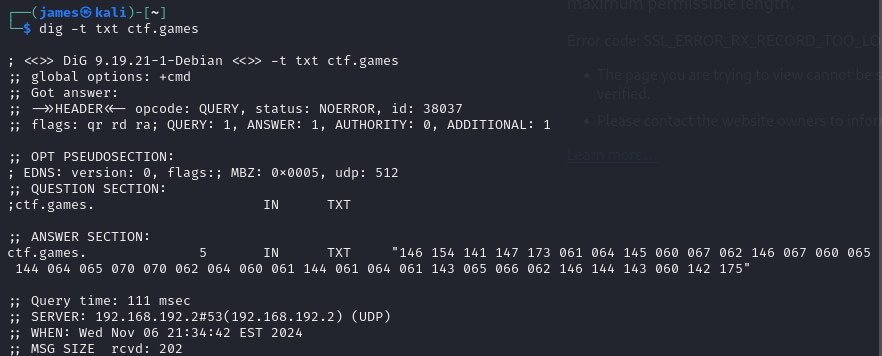 maximum permissible length.
┌──(james㉿kali)-[~]
└─$ dig -t txt ctf.games
Error code: SSL_ERROR_RX_RECORD_TOO_LO
; <<>> DiG 9.19.21-1-Debian <<>> -t txt ctf.games
;; global options: +cmd
The page you are trying to view cannot be s
;; Got answer:
verified.
;; ->>HEADER<<- opcode: QUERY, status: NOERROR, id: 38037
;; flags: qr rd ra; QUERY: 1, ANSWER: 1, AUTHORITY: 0, ADDITIONAL: 1
Please contact the website owners to inform
;; OPT PSEUDOSECTION:
Learn more...
; EDNS: version: 0, flags:; MBZ: 0×0005, udp: 512
;; QUESTION SECTION:
;ctf.games. IN TXT
;; ANSWER SECTION:
ctf.games. 5 IN TXT "146 154 141 147 173 061 064 145 060 067 062 146 067 060 065
144 064 065 070 070 062 064 060 061 144 061 064 061 143 065 066 062 146 144 143 060 142 175"
;; Query time: 111 msec
;; SERVER: 192.168.192.2#53(192.168.192.2) (UDP)
;; WHEN: Wed Nov 06 21:34:42 EST 2024
;; MSG SIZE rcvd: 202